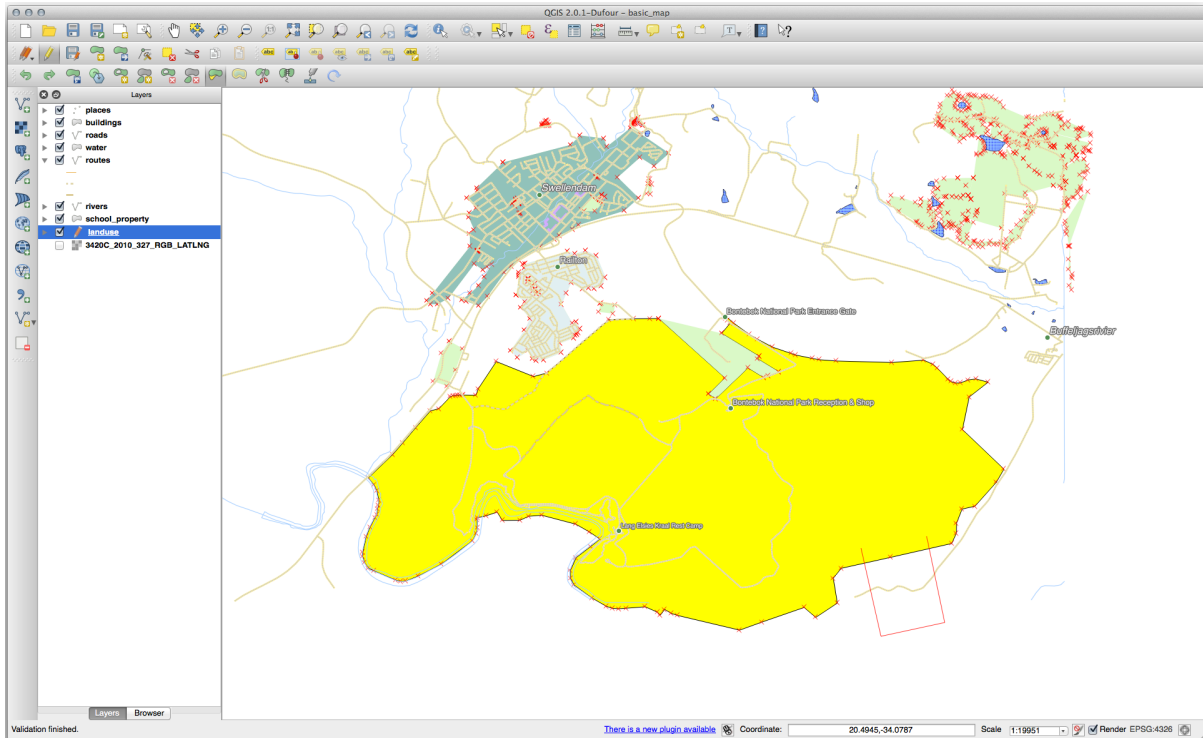 QGIS 2.0.1-Dufour – basic_map
Layers
places
buildings
roads
water
routes
rivers
school_property
landuse
3420C_2010_327_RGB_LATLNG
Swellendam
Railton
Bontebok National Park Entrance Gate
Buffeljagsrivier
Bontebok National Park Reception & Shop
Lang Elsies Kraal Rest Camp
Layers
Browser
Validation finished.
There is a new plugin available
Coordinate:
20.4945,-34.0787
Scale
1:19951
Render
EPSG:4326